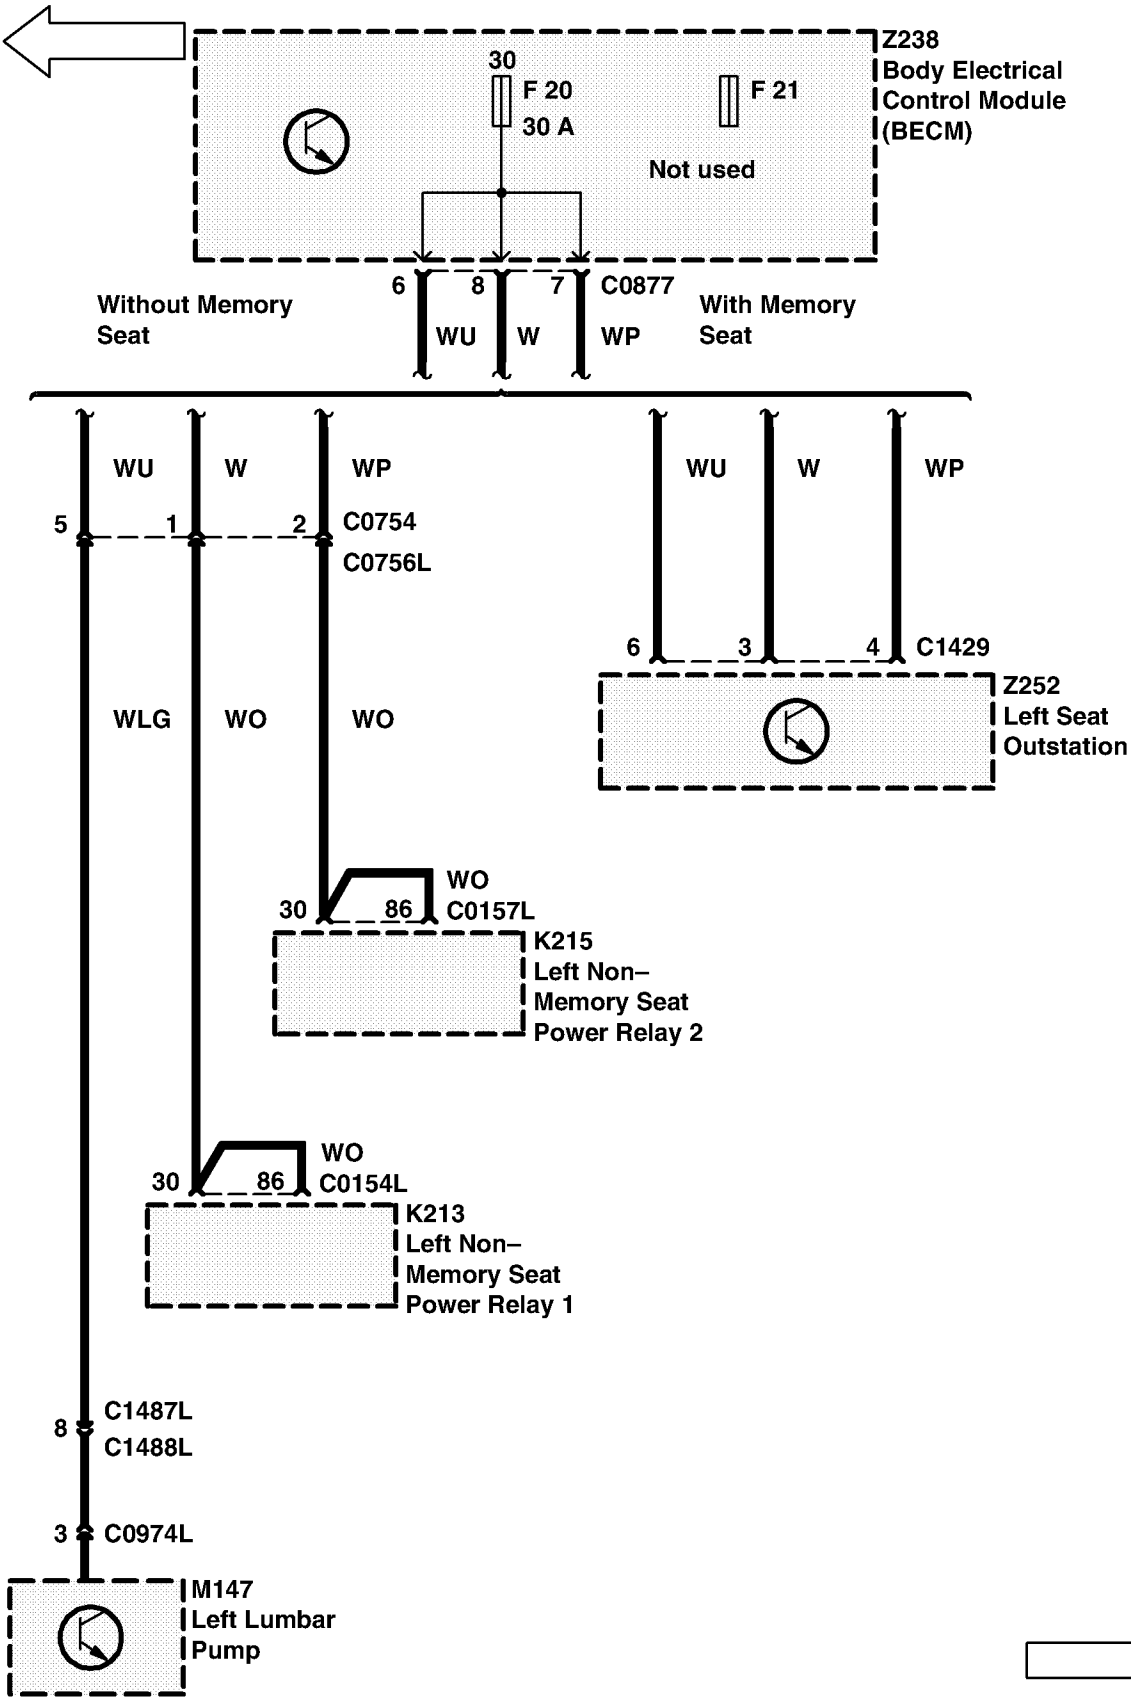 Z238
Body Electrical
Control Module
(BECM)
30
F 20
30 A
F 21
Not used
6
8
7
C0877
Without Memory
Seat
With Memory
Seat
WU
W
WP
WU
W
WP
WU
W
WP
5
1
2
C0754
C0756L
6
3
4
C1429
Z252
Left Seat
Outstation
WLG
WO
WO
WO
30
86
C0157L
K215
Left Non–
Memory Seat
Power Relay 2
WO
30
86
C0154L
K213
Left Non–
Memory Seat
Power Relay 1
8
C1487L
C1488L
3
C0974L
M147
Left Lumbar
Pump